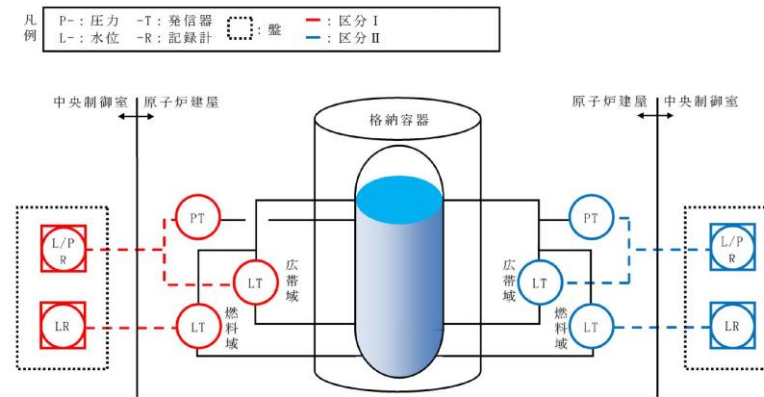 凡例
P-:圧力 -T:発信器 :盤 :区分Ⅰ
L-:水位 -R:記録計 :区分Ⅱ
中央制御室 原子炉建屋
格納容器
原子炉建屋 中央制御室
PT
PT
L/P
R
L/P
R
LT
広帯域
広帯域
LT
LR
LT
燃料域
燃料域
LT
LR